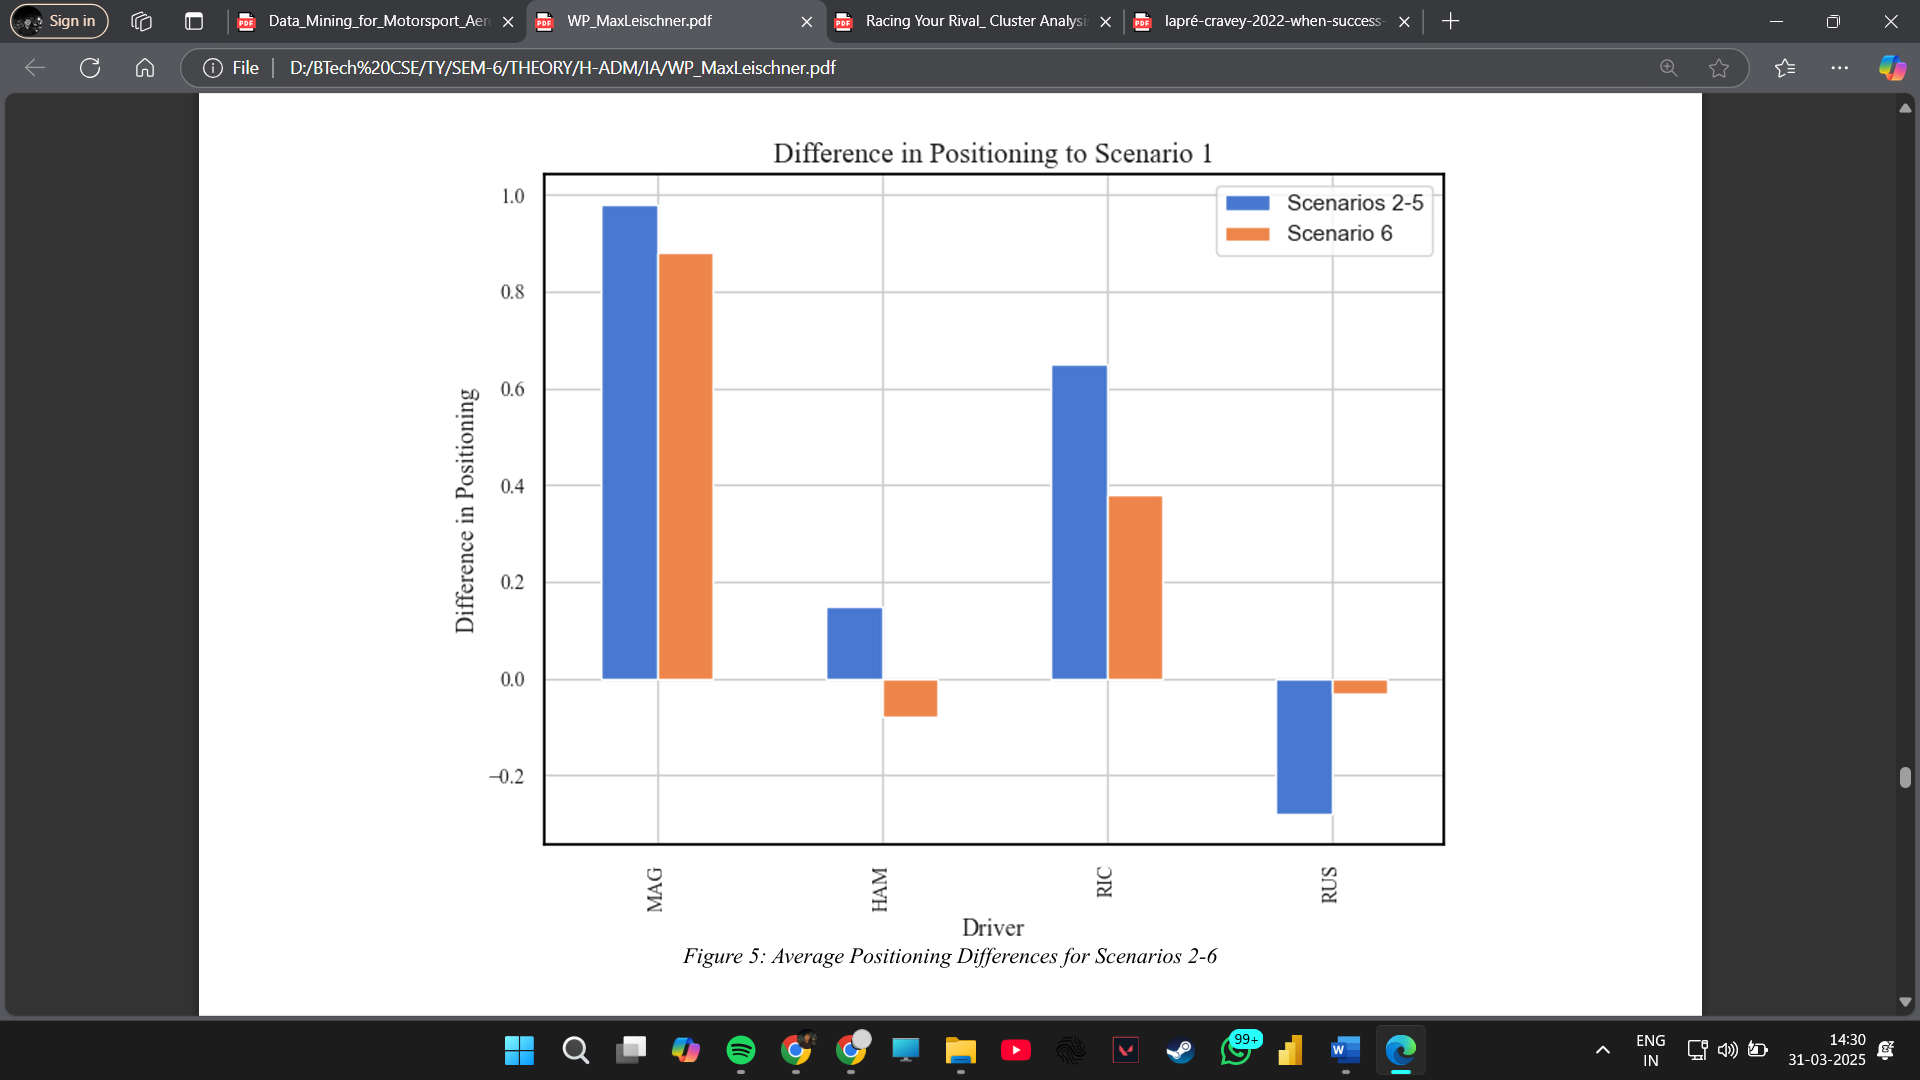 Sign in
Data_Mining_for_Motorsport_Aer
WP_MaxLeischner.pdf
Racing Your Rival_ Cluster Analysi
lapré-cravey-2022-when-success-
File
D:/BTech%20CSE/TY/SEM-6/THEORY/H-ADM/IA/WP_MaxLeischner.pdf
Difference in Positioning to Scenario 1
Scenarios 2-5
Scenario 6
1.0
0.8
0.6
0.4
0.2
0.0
−0.2
Difference in Positioning
MAG
HAM
RIC
RUS
Driver
Figure 5: Average Positioning Differences for Scenarios 2-6
99+
ENG
IN
14:30
31-03-2025